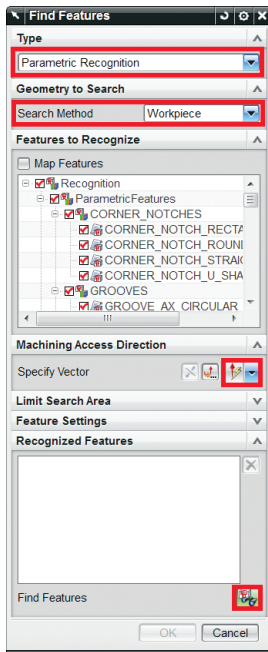 Find Features
Type
Parametric Recognition
Geometry to Search
Search Method Workpiece
Features to Recognize
Map Features
Recognition
ParametricFeatures
CORNER_NOTCHES
CORNER_NOTCH_RECTA
CORNER_NOTCH_ROUN
CORNER_NOTCH_STRAI
CORNER_NOTCH_U_SHA
GROOVES
GROOVE_AX_CIRCULAR
Machining Access Direction
Specify Vector
Limit Search Area
Feature Settings
Recognized Features
Find Features
OK Cancel